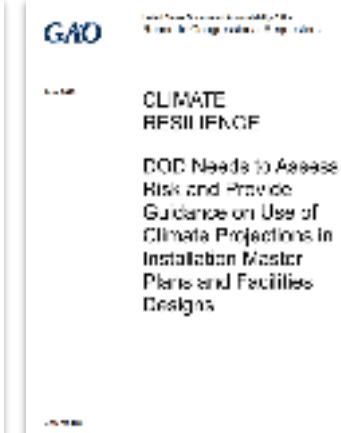 GAO
CLIMATE
RESILIENCE
DOD Needs to Assess
Risk and Provide
Guidance on Use of
Climate Projections in
Installation Master
Plans and Facilities
Designs